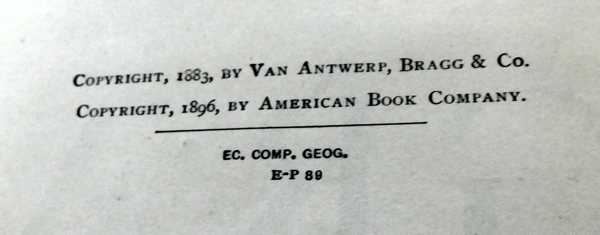 COPYRIGHT, 1883, BY VAN ANTWERP, BRAGG & CO.
COPYRIGHT, 1896, BY AMERICAN BOOK COMPANY.
EC. COMP. GEOG.
E-P 89